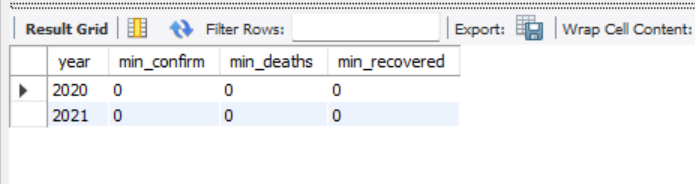 Result Grid Filter Rows: Export: Wrap Cell Content:
year min_confirm min_deaths min_recovered
2020 0 0 0
2021 0 0 0